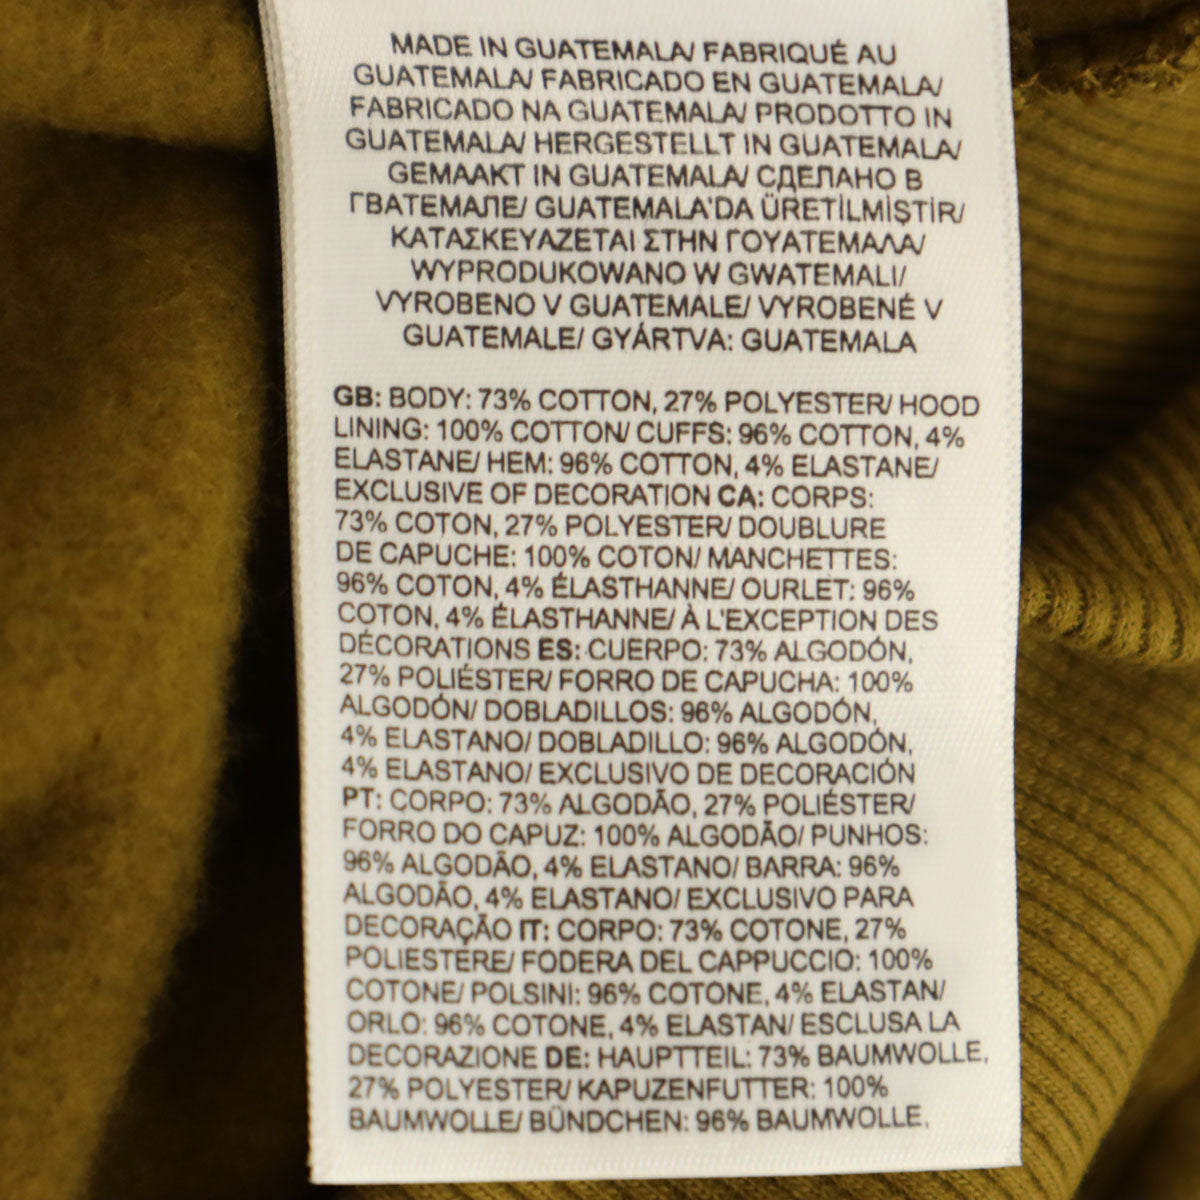 MADE IN GUATEMALA/ FABRIQUÉ AU
GUATEMALA/ FABRICADO EN GUATEMALA/
FABRICADO NA GUATEMALA/ PRODOTTO IN
GUATEMALA/ HERGESTELLT IN GUATEMALA/
GEMAAKT IN GUATEMALA/ СДЕЛАНО В
ГВАТЕМАЛЕ/ GUATEMALA'DA ÜRETİLMİŞTİR/
ΚΑΤΑΣΚΕΥΑΖΕΤΑΙ ΣΤΗΝ ΓΟΥΑΤΕΜΑΛΑ/
WYPRODUKOWANO W GWATEMALI/
VYROBENO V GUATEMALE/ VYROBENÉ V
GUATEMALE/ GYÁRTVA: GUATEMALA
GB: BODY: 73% COTTON, 27% POLYESTER/ HOOD
LINING: 100% COTTON/ CUFFS: 96% COTTON, 4%
ELASTANE/ HEM: 96% COTTON, 4% ELASTANE/
EXCLUSIVE OF DECORATION CA: CORPS:
73% COTON, 27% POLYESTER/ DOUBLURE
DE CAPUCHE: 100% COTON/ MANCHETTES:
96% COTON, 4% ÉLASTHANNE/ OURLET: 96%
COTON, 4% ÉLASTHANNE/ À L'EXCEPTION DES
DÉCORATIONS ES: CUERPO: 73% ALGODÓN,
27% POLIÉSTER/ FORRO DE CAPUCHA: 100%
ALGODÓN/ DOBLADILLOS: 96% ALGODÓN,
4% ELASTANO/ DOBLADILLO: 96% ALGODÓN,
4% ELASTANO/ EXCLUSIVO DE DECORACIÓN
PT: CORPO: 73% ALGODÃO, 27% POLIÉSTER/
FORRO DO CAPUZ: 100% ALGODÃO/ PUNHOS:
96% ALGODÃO, 4% ELASTANO/ BARRA: 96%
ALGODÃO, 4% ELASTANO/ EXCLUSIVO PARA
DECORAÇÃO IT: CORPO: 73% COTONE, 27%
POLIESTERE/ FODERA DEL CAPPUCCIO: 100%
COTONE/ POLSINI: 96% COTONE, 4% ELASTAN/
ORLO: 96% COTONE, 4% ELASTAN/ ESCLUSA LA
DECORAZIONE DE: HAUPTTEIL: 73% BAUMWOLLE,
27% POLYESTER/ KAPUZENFUTTER: 100%
BAUMWOLLE/ BÜNDCHEN: 96% BAUMWOLLE,